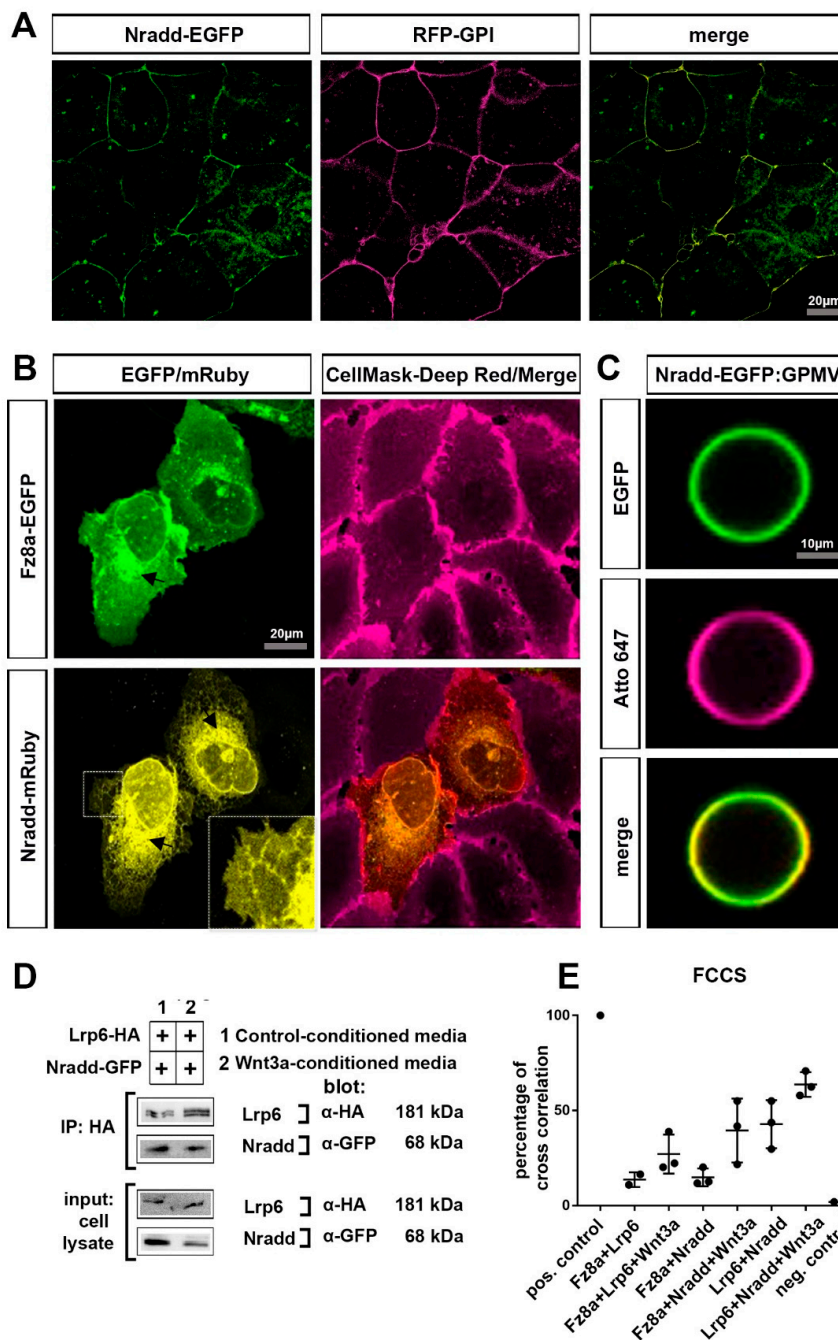 A
Nradd-EGFP
RFP-GPI
merge
20µm
B
EGFP/mRuby
CellMask-Deep Red/Merge
C
Nradd-EGFP:GPMV
Fz8a-EGFP
20µm
Nradd-mRuby
EGFP
10µm
Atto 647
merge
D
1 2
Lrp6-HA + + 1 Control-conditioned media
Nradd-GFP + + 2 Wnt3a-conditioned media
blot:
IP: HA
Lrp6 ] α-HA 181 kDa
Nradd ] α-GFP 68 kDa
input:
cell
lysate
Lrp6 ] α-HA 181 kDa
Nradd ] α-GFP 68 kDa
E
FCCS
percentage of
cross correlation
100
50
0
pos. control
Fz8a+Lrp6
Fz8a+Lrp6+Wnt3a
Fz8a+Nradd
Fz8a+Nradd+Wnt3a
Lrp6+Nradd
Lrp6+Nradd+Wnt3a
neg. contr